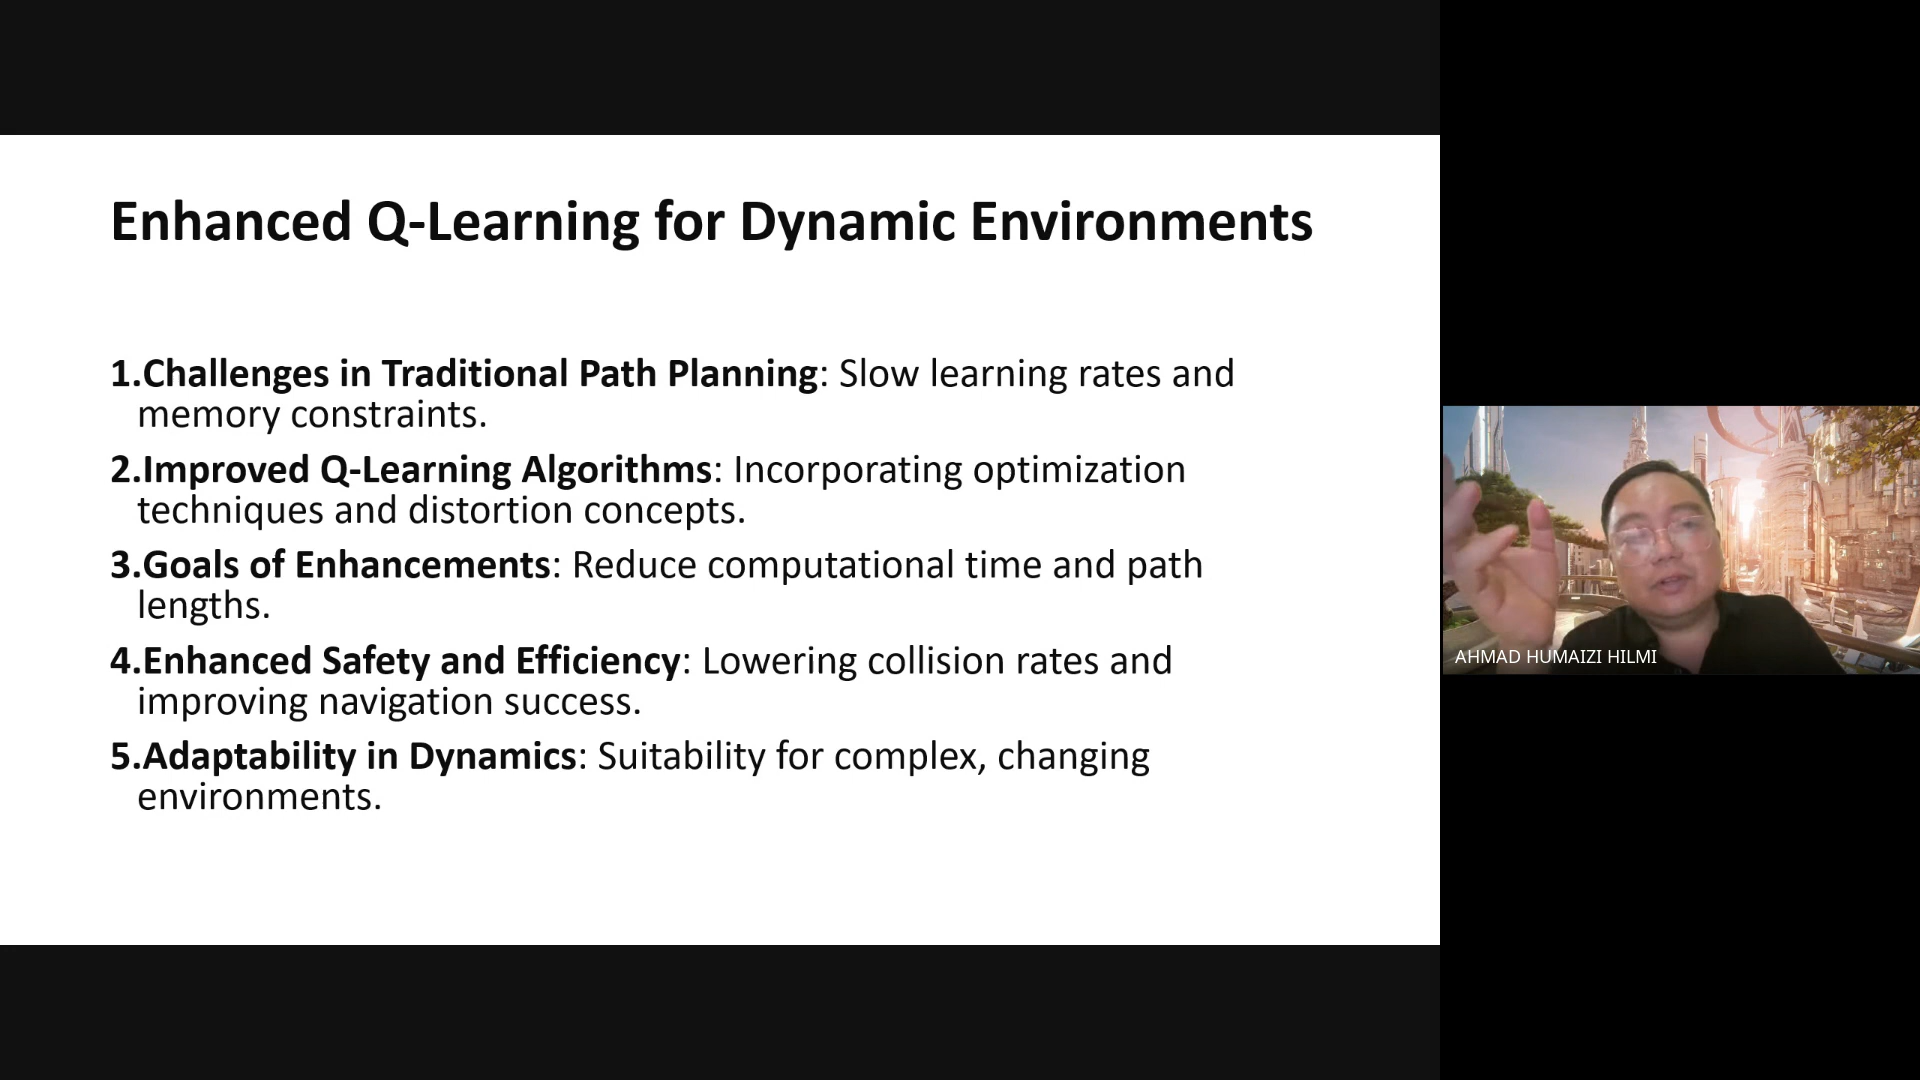 Enhanced Q-Learning for Dynamic Environments
1.Challenges in Traditional Path Planning: Slow learning rates and
memory constraints.
2.Improved Q-Learning Algorithms: Incorporating optimization
techniques and distortion concepts.
3.Goals of Enhancements: Reduce computational time and path
lengths.
4.Enhanced Safety and Efficiency: Lowering collision rates and
improving navigation success.
5.Adaptability in Dynamics: Suitability for complex, changing
environments.
AHMAD HUMAIZI HILMI